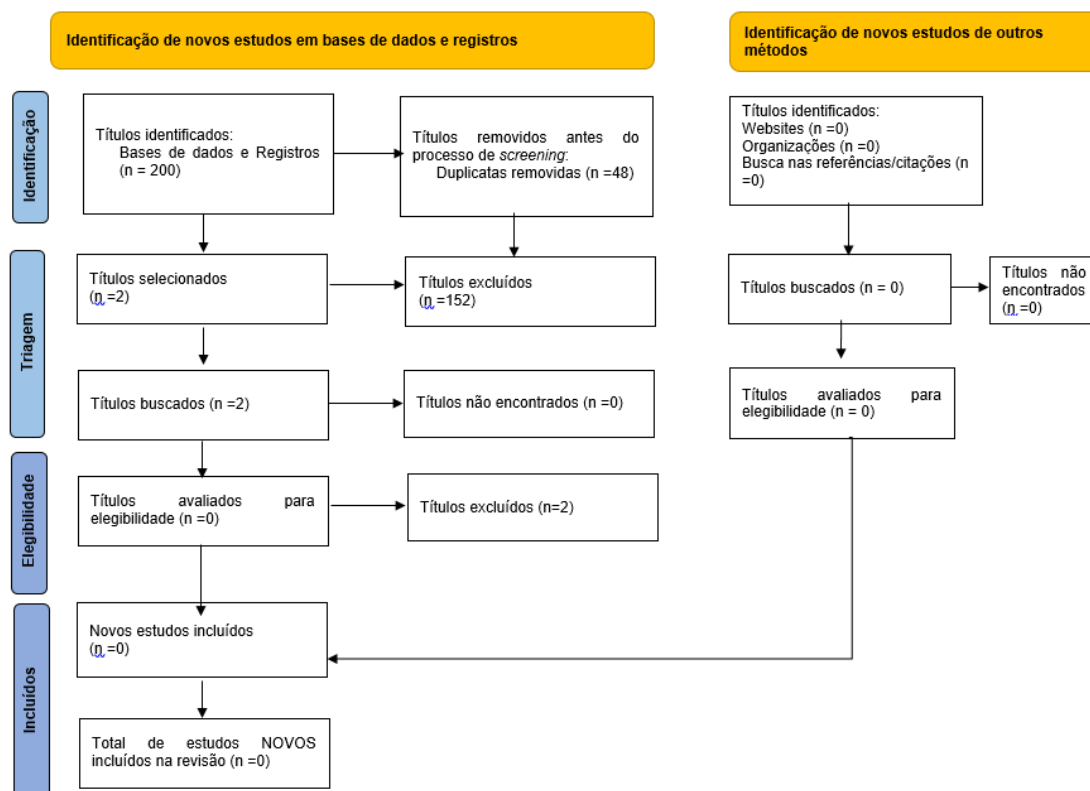 Identificação de novos estudos em bases de dados e registros
Identificação de novos estudos de outros
métodos
Identificação
Títulos identificados:
Bases de dados e Registros
(n = 200)
Títulos removidos antes do
processo de screening:
Duplicatas removidas (n =48)
Títulos identificados:
Websites (n =0)
Organizações (n =0)
Busca nas referências/citações (n
=0)
Triagem
Títulos selecionados
(n =2)
Títulos excluídos
(n =152)
Títulos buscados (n = 0)
Títulos não
encontrados
(n =0)
Títulos buscados (n =2)
Títulos não encontrados (n =0)
Títulos avaliados para
elegibilidade (n = 0)
Elegibilidade
Títulos avaliados para
elegibilidade (n =0)
Títulos excluídos (n=2)
Incluídos
Novos estudos incluídos
(n =0)
Total de estudos NOVOS
incluídos na revisão (n =0)